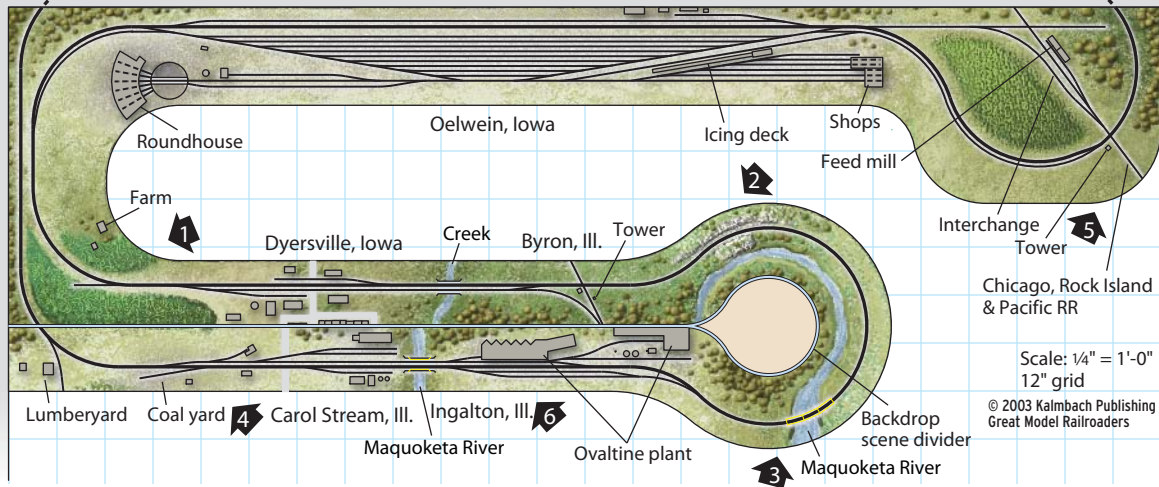 Roundhouse
Oelwein, Iowa
Icing deck
Shops
Feed mill
Farm
1
2
Interchange
Tower
5
Dyersville, Iowa
Creek
Byron, Ill.
Tower
Chicago, Rock Island
& Pacific RR
Scale: ¼" = 1'-0"
12" grid
© 2003 Kalmbach Publishing
Great Model Railroaders
Lumberyard
Coal yard
4
Carol Stream, Ill.
Ingalton, Ill.
6
Maquoketa River
Ovaltine plant
3
Backdrop
scene divider
Maquoketa River